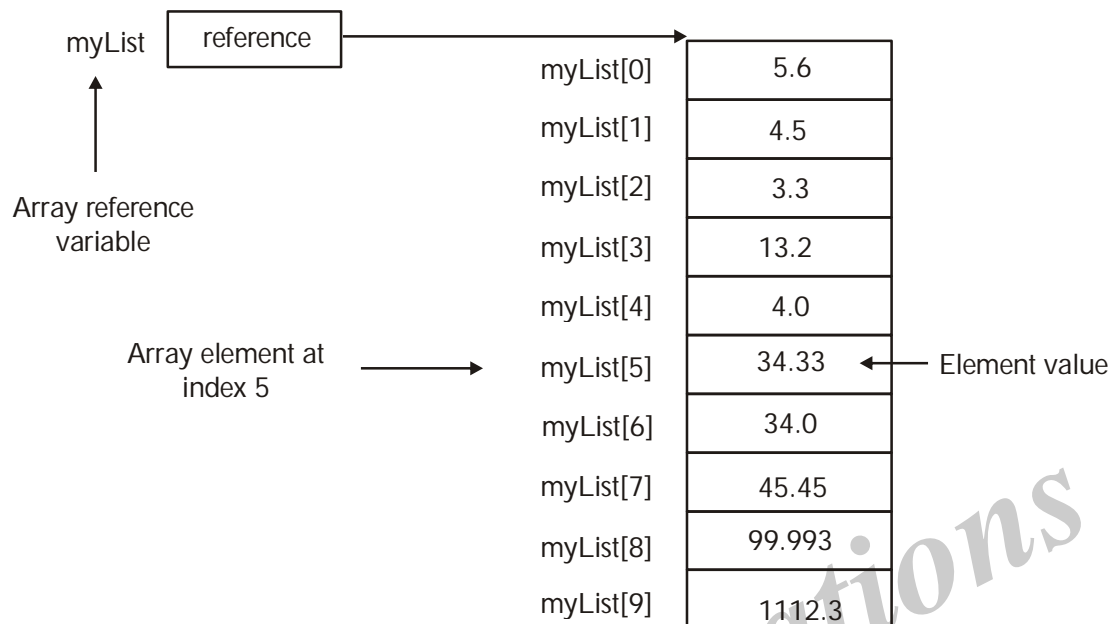 myList reference
myList[0] 5.6
myList[1] 4.5
myList[2] 3.3
Array reference
variable
myList[3] 13.2
myList[4] 4.0
Array element at
index 5
myList[5] 34.33 Element value
myList[6] 34.0
myList[7] 45.45
myList[8] 99.993
myList[9] 1112.3